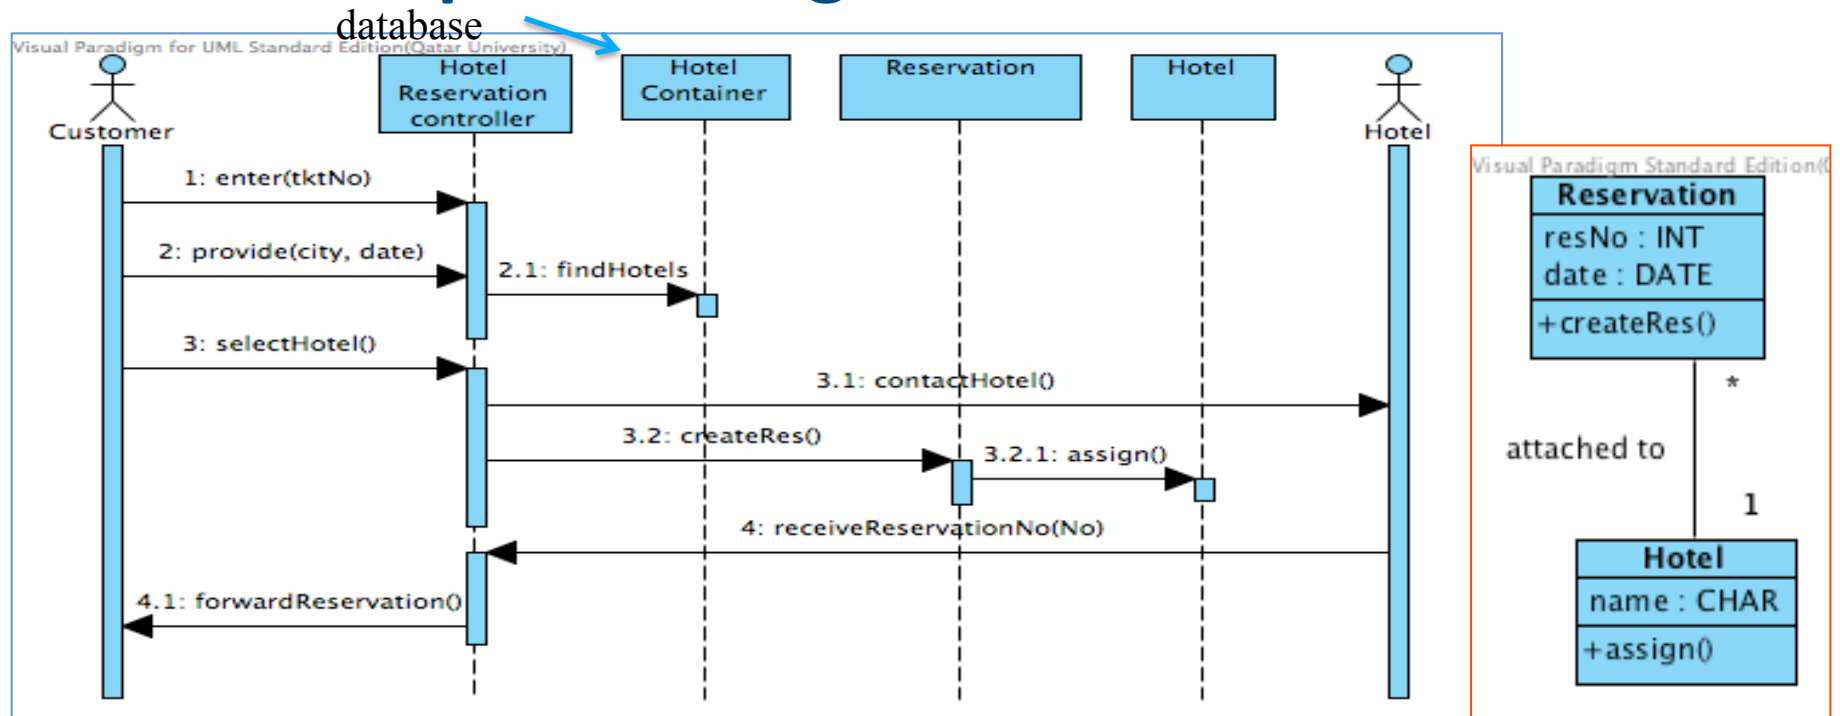 database
Visual Paradigm for UML Standard Edition(Qatar University)
Customer
Hotel
Reservation
controller
Hotel
Container
Reservation
Hotel
Hotel
1: enter(tktNo)
2: provide(city, date)
2.1: findHotels
3: selectHotel()
3.1: contactHotel()
3.2: createRes()
3.2.1: assign()
4: receiveReservationNo(No)
4.1: forwardReservation()
Visual Paradigm Standard Edition(
Reservation
resNo : INT
date : DATE
+createRes()
*
attached to
1
Hotel
name : CHAR
+assign()